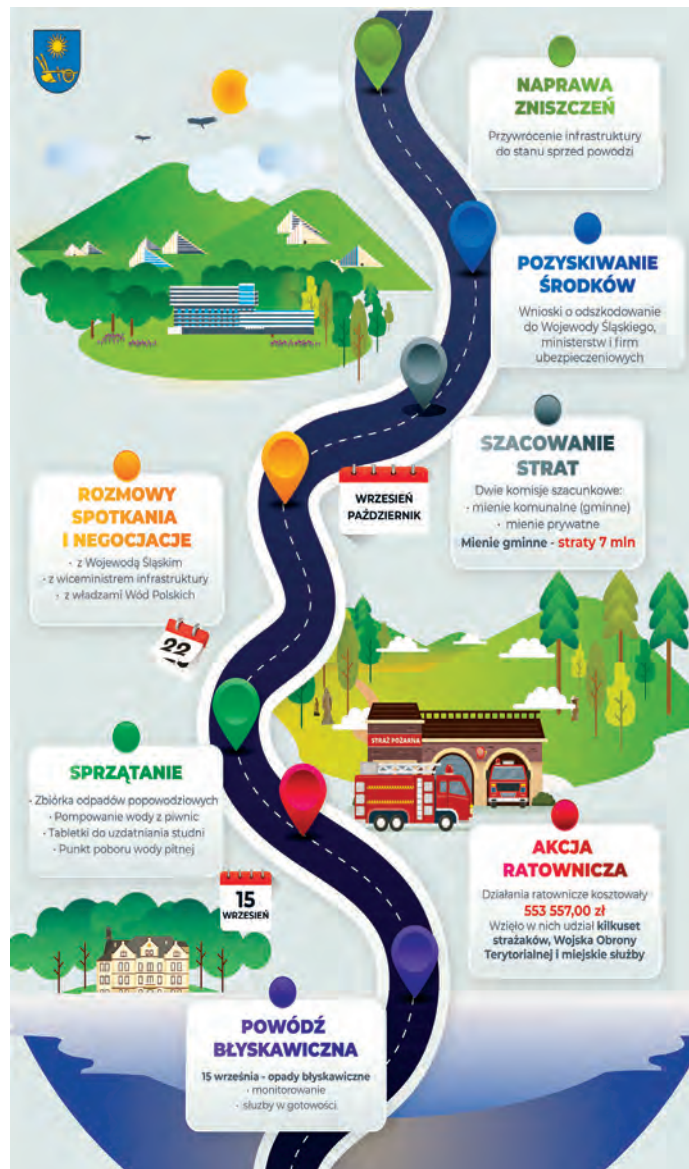 NAPRAWA
ZNISZCZEŃ
Przywrócenie infrastruktury
do stanu sprzed powodzi
POZYSKIWANIE
ŚRODKÓW
Wnioski o odszkodowanie
do Wojewody Śląskiego,
ministerstw i firm
ubezpieczeniowych
SZACOWANIE
STRAT
Dwie komisje szacunkowe:
• mienie komunalne (gminne)
• mienie prywatne
Mienie gminne - straty 7 mln
WRZESIEŃ
PAŹDZIERNIK
ROZMOWY
SPOTKANIA
I NEGOCJACJE
• z Wojewodą Śląskim
• z wiceministrem infrastruktury
• z władzami Wód Polskich
22
STRAŻ POŻARNA
SPRZĄTANIE
• Zbiórka odpadów popowodziowych
• Pompowanie wody z piwnic
• Tabletki do uzdatniania studni
• Punkt poboru wody pitnej
AKCJA
RATOWNICZA
Działania ratownicze kosztowały
553 557,00 zł
Wzięło w nich udział kilkuset
strażaków, Wojska Obrony
Terytorialnej i miejskie służby
15
WRZESIEŃ
POWÓDŹ
BŁYSKAWICZNA
15 września - opady błyskawiczne
• monitorowanie
• służby w gotowości